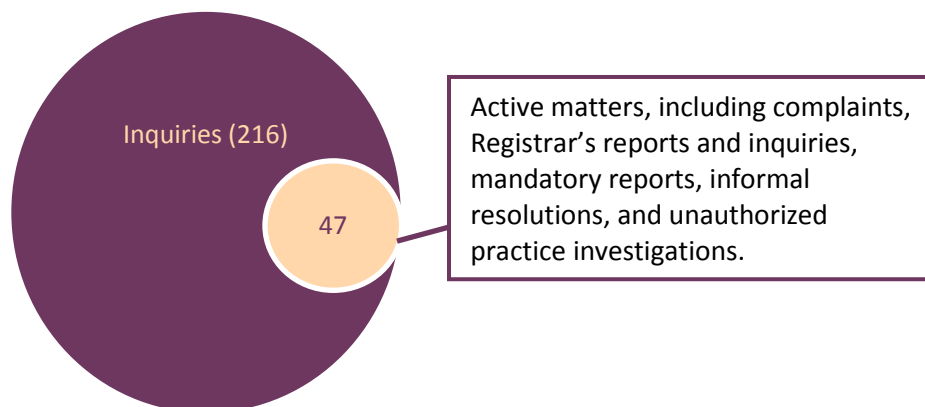 Inquiries (216)
47
Active matters, including complaints,
Registrar’s reports and inquiries,
mandatory reports, informal
resolutions, and unauthorized
practice investigations.